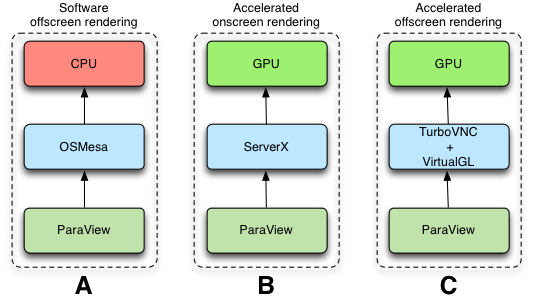 Software
offscreen rendering
CPU
OSMesa
ParaView
A
Accelerated
onscreen rendering
GPU
ServerX
ParaView
B
Accelerated
offscreen rendering
GPU
TurboVNC
+
VirtualGL
ParaView
C